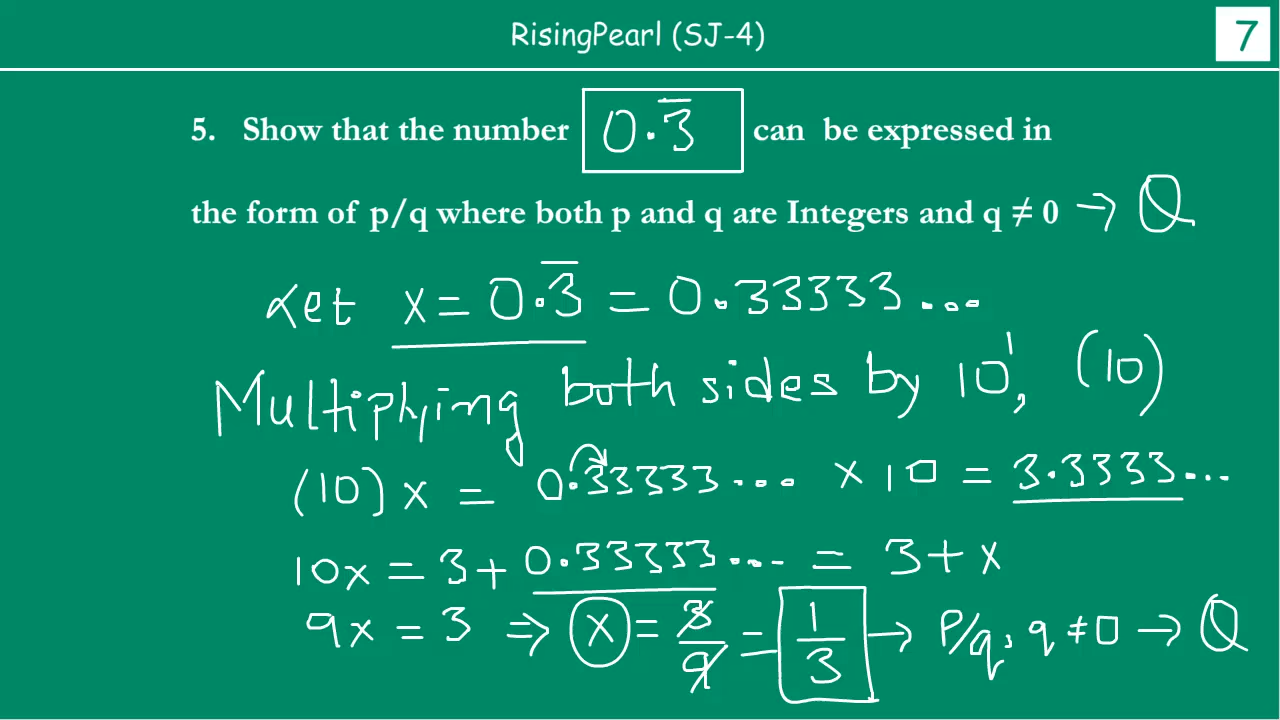 RisingPearl (SJ-4)
7
5. Show that the number 0.3̅ can be expressed in
the form of p/q where both p and q are Integers and q ≠ 0 → Q
Let x = 0.3̅ = 0.33333...
Multiplying both sides by 10¹, (10)
(10) x = 0.33333... × 10 = 3.3333...
10x = 3 + 0.33333... = 3 + x
9x = 3 ⇒ x = 3/9 = 1/3 → P/q, q ≠ 0 → Q